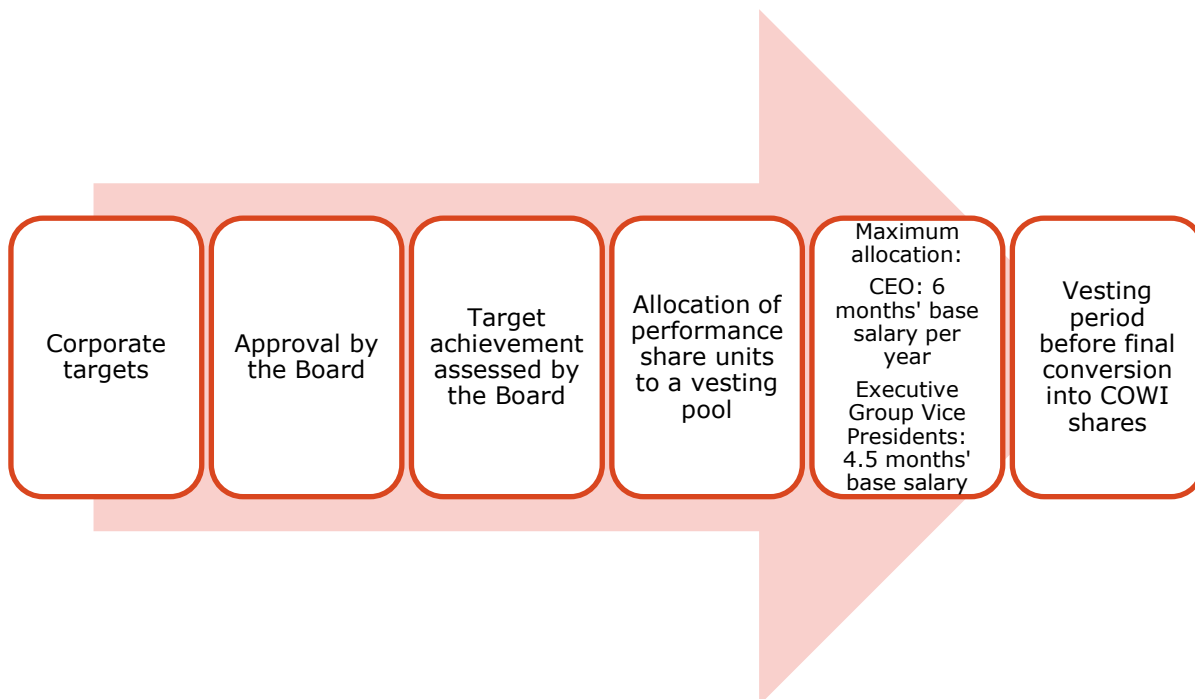 Corporate
targets
Approval by
the Board
Target
achievement
assessed by
the Board
Allocation of
performance
share units
to a vesting
pool
Maximum
allocation:
CEO: 6
months' base
salary per
year
Executive
Group Vice
Presidents:
4.5 months'
base salary
Vesting
period
before final
conversion
into COWI
shares